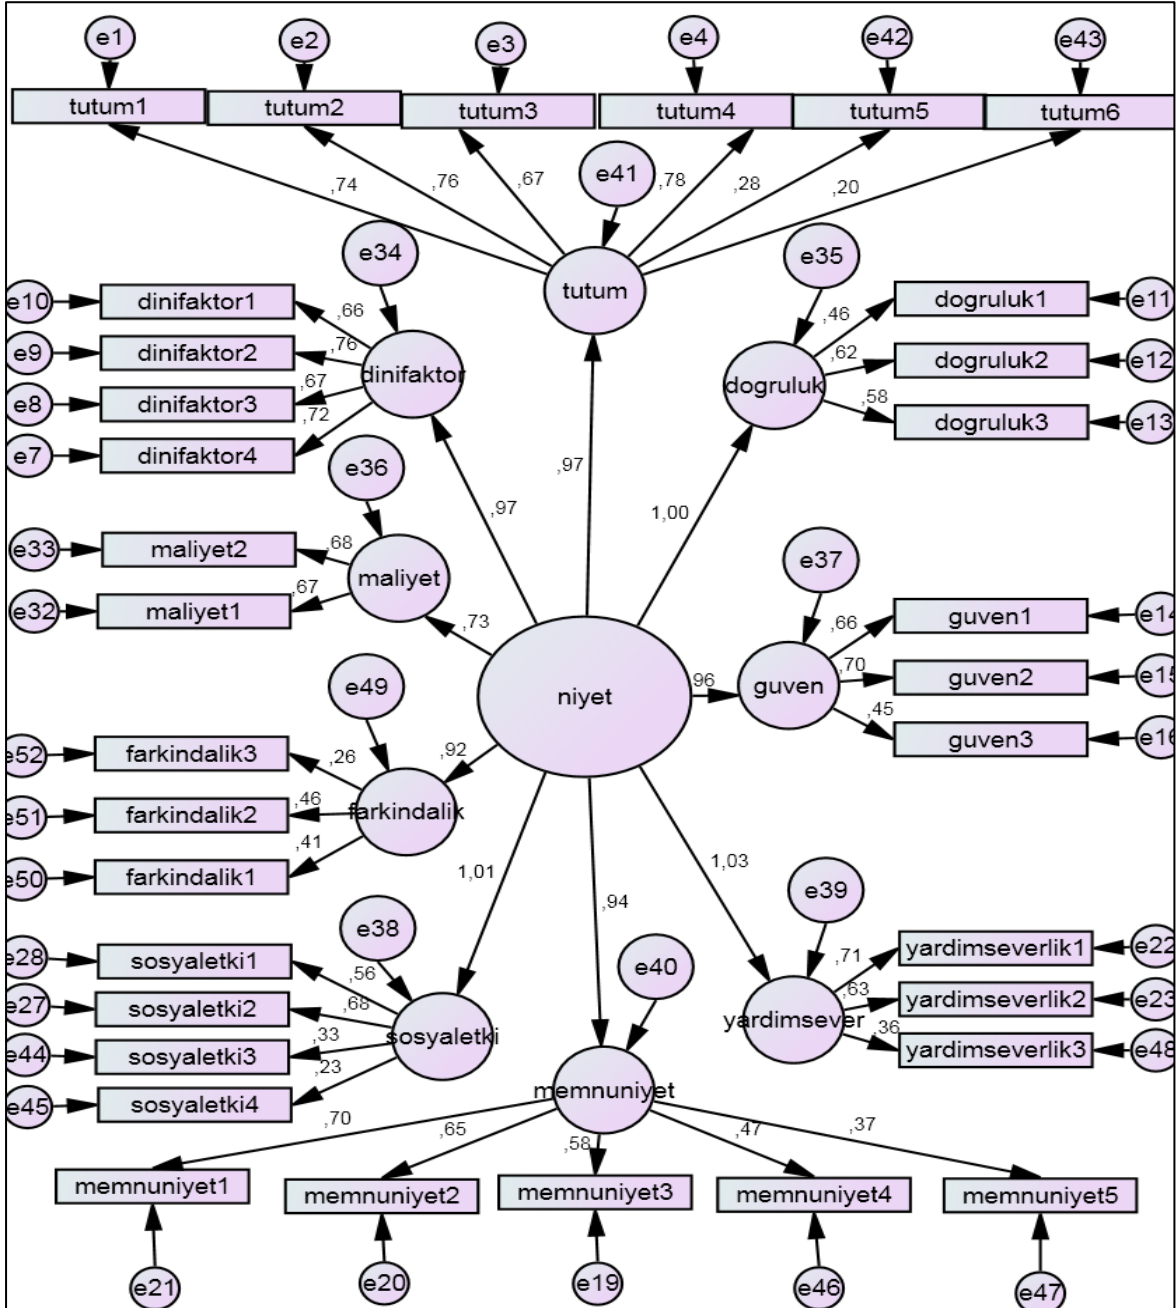 e1
e2
e3
e4
e42
e43
tutum1
tutum2
tutum3
tutum4
tutum5
tutum6
,74
,76
,67
,78
,28
,20
e41
tutum
e34
e10
dinifaktor1
,66
e9
dinifaktor2
,76
e8
dinifaktor3
,67
e7
dinifaktor4
,72
dinifaktor
e35
dogruluk
,46
dogruluk1
e11
,62
dogruluk2
e12
,58
dogruluk3
e13
,97
,97
1,00
e36
e33
maliyet2
,68
e32
maliyet1
,67
maliyet
,73
niyet
e37
96
guven
,66
guven1
e14
,70
guven2
e15
,45
guven3
e16
e49
e52
farkindalik3
,26
e51
farkindalik2
,46
e50
farkindalik1
,41
farkindalik
,92
1,01
,94
1,03
e38
e28
sosyaletki1
,56
e27
sosyaletki2
,68
e44
sosyaletki3
,33
e45
sosyaletki4
,23
sosyaletki
e40
memnuniyet
e39
yardimsever
,71
yardimseverlik1
e22
,63
yardimseverlik2
e23
,36
yardimseverlik3
e48
,70
,65
,58
,47
,37
memnuniyet1
memnuniyet2
memnuniyet3
memnuniyet4
memnuniyet5
e21
e20
e19
e46
e47